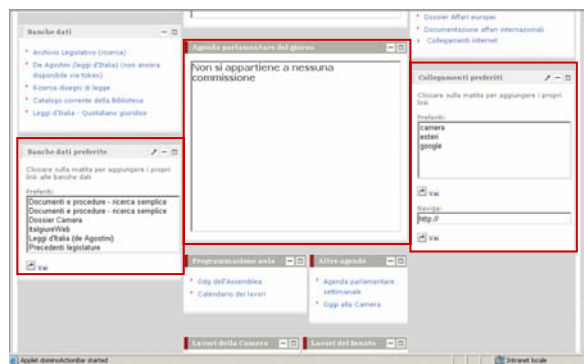 Banche dati
Archivio Legislativo (ricerca)
De Agostini (leggi d'Italia) (non ancora
disponibile via token)
Ricerca disegni di legge
Catalogo corrente della Biblioteca
Leggi d'Italia - Quotidiano giuridico
Banche dati preferite
Cliccare sulla matita per aggiungere i propri
link alle banche dati
Preferiti:
Documenti e procedure - ricerca semplice
Documenti e procedure - ricerca semplice
Dossier Camera
ItalgiureWeb
Leggi d'Italia (de Agostini)
Precedenti legislature
Vai
Agenda parlamentare del giorno
Non si appartiene a nessuna
commissione
Programmazione aula
Odg dell'Assemblea
Calendario dei lavori
Altre agende
Agenda parlamentare
settimanale
Oggi alla Camera
Lavori della Camera
Lavori del Senato
Dossier Affari europei
Documentazione affari internazionali
Collegamenti internet
Collegamenti preferiti
Cliccare sulla matita per aggiungere i propri
link
Preferiti:
camera
esteri
google
Vai
Naviga:
http://
Vai
Applet dominoActionBar started
Intranet locale